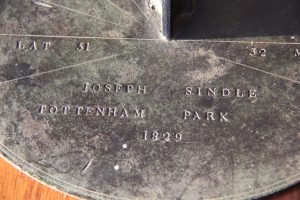 LAT 51 32 M
JOSEPH SINDLE
TOTTENHAM PARK
1829